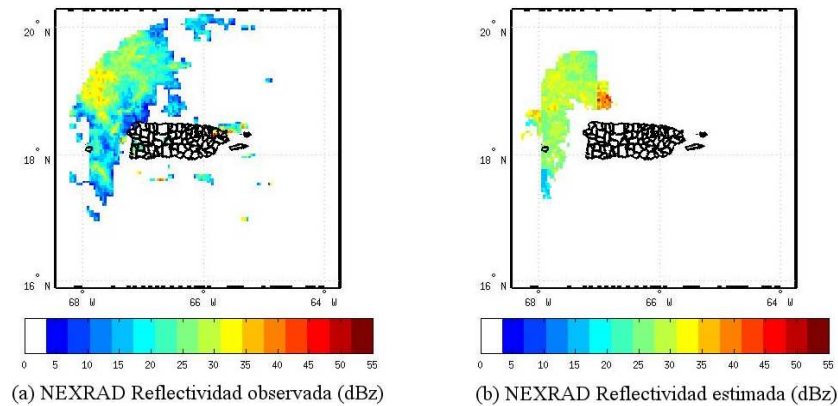 20° N
18° N
16° N
68° W
66° W
64° W
0 5 10 15 20 25 30 35 40 45 50 55
(a) NEXRAD Reflectividad observada (dBz)
20° N
18° N
16° N
68° W
66° W
64° W
0 5 10 15 20 25 30 35 40 45 50 55
(b) NEXRAD Reflectividad estimada (dBz)